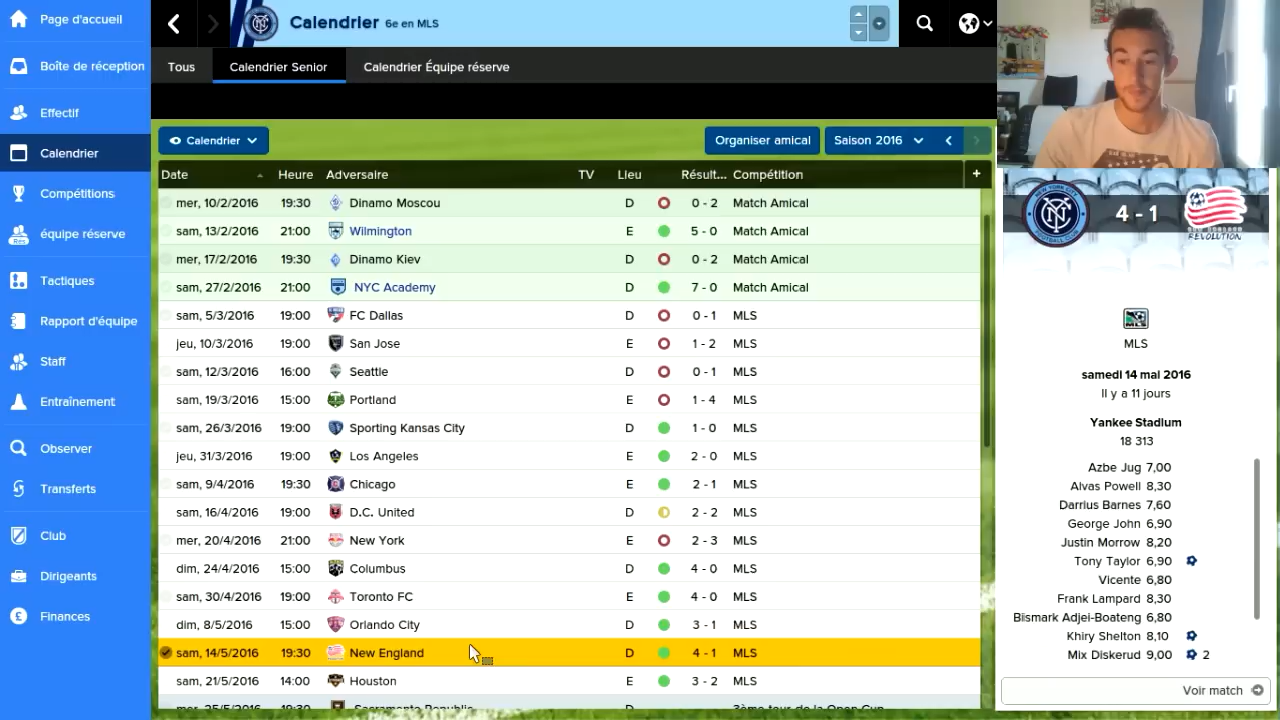 Page d'accueil
Boîte de réception
Effectif
Calendrier
Compétitions
équipe réserve
Tactiques
Rapport d'équipe
Staff
Entraînement
Observer
Transferts
Club
Dirigeants
Finances
Calendrier 6e en MLS
Tous Calendrier Senior Calendrier Équipe réserve
Calendrier Organiser amical Saison 2016
Date Heure Adversaire TV Lieu Résult... Compétition +
mer, 10/2/2016 19:30 Dinamo Moscou D 0 - 2 Match Amical
sam, 13/2/2016 21:00 Wilmington E 5 - 0 Match Amical
mer, 17/2/2016 19:30 Dinamo Kiev D 0 - 2 Match Amical
sam, 27/2/2016 21:00 NYC Academy D 7 - 0 Match Amical
sam, 5/3/2016 19:00 FC Dallas D 0 - 1 MLS
jeu, 10/3/2016 19:00 San Jose E 1 - 2 MLS
sam, 12/3/2016 16:00 Seattle D 0 - 1 MLS
sam, 19/3/2016 15:00 Portland E 1 - 4 MLS
sam, 26/3/2016 19:00 Sporting Kansas City D 1 - 0 MLS
jeu, 31/3/2016 19:00 Los Angeles E 2 - 0 MLS
sam, 9/4/2016 19:30 Chicago E 2 - 1 MLS
sam, 16/4/2016 19:00 D.C. United D 2 - 2 MLS
mer, 20/4/2016 21:00 New York E 2 - 3 MLS
dim, 24/4/2016 15:00 Columbus D 4 - 0 MLS
sam, 30/4/2016 19:00 Toronto FC E 4 - 0 MLS
dim, 8/5/2016 15:00 Orlando City D 3 - 1 MLS
sam, 14/5/2016 19:30 New England D 4 - 1 MLS
sam, 21/5/2016 14:00 Houston E 3 - 2 MLS
mer, 25/5/2016 19:30 Sacramento Republic 3ème tour de la Open Cup
4 - 1
REVOLUTION
MLS
samedi 14 mai 2016
Il y a 11 jours
Yankee Stadium
18 313
Azbe Jug 7,00
Alvas Powell 8,30
Darrius Barnes 7,60
George John 6,90
Justin Morrow 8,20
Tony Taylor 6,90
Vicente 6,80
Frank Lampard 8,30
Bismark Adjei-Boateng 6,80
Khiry Shelton 8,10
Mix Diskerud 9,00 2
Voir match